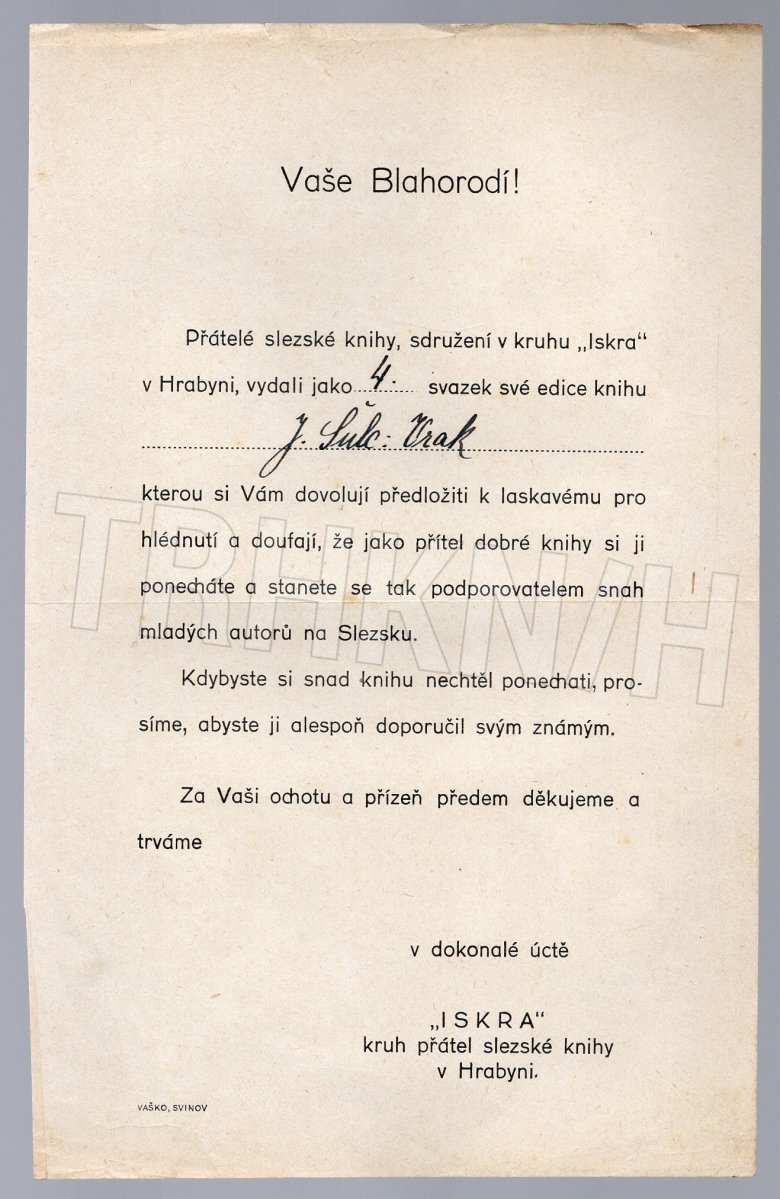 Vaše Blahorodí!
Přátelé slezské knihy, sdružení v kruhu „Iskra“
v Hrabyni, vydali jako 4. svazek své edice knihu
J. Šulc: Vrak
kterou si Vám dovolují předložiti k laskavému pro
hlédnutí a doufají, že jako přítel dobré knihy si ji
ponecháte a stanete se tak podporovatelem snah
mladých autorů na Slezsku.
Kdybyste si snad knihu nechtěl ponechati, pro-
síme, abyste ji alespoň doporučil svým známým.
Za Vaši ochotu a přízeň předem děkujeme a
trváme
v dokonalé úctě
„ISKRA“
kruh přátel slezské knihy
v Hrabyni.
VAŠKO, SVINOV
TRHKNIH